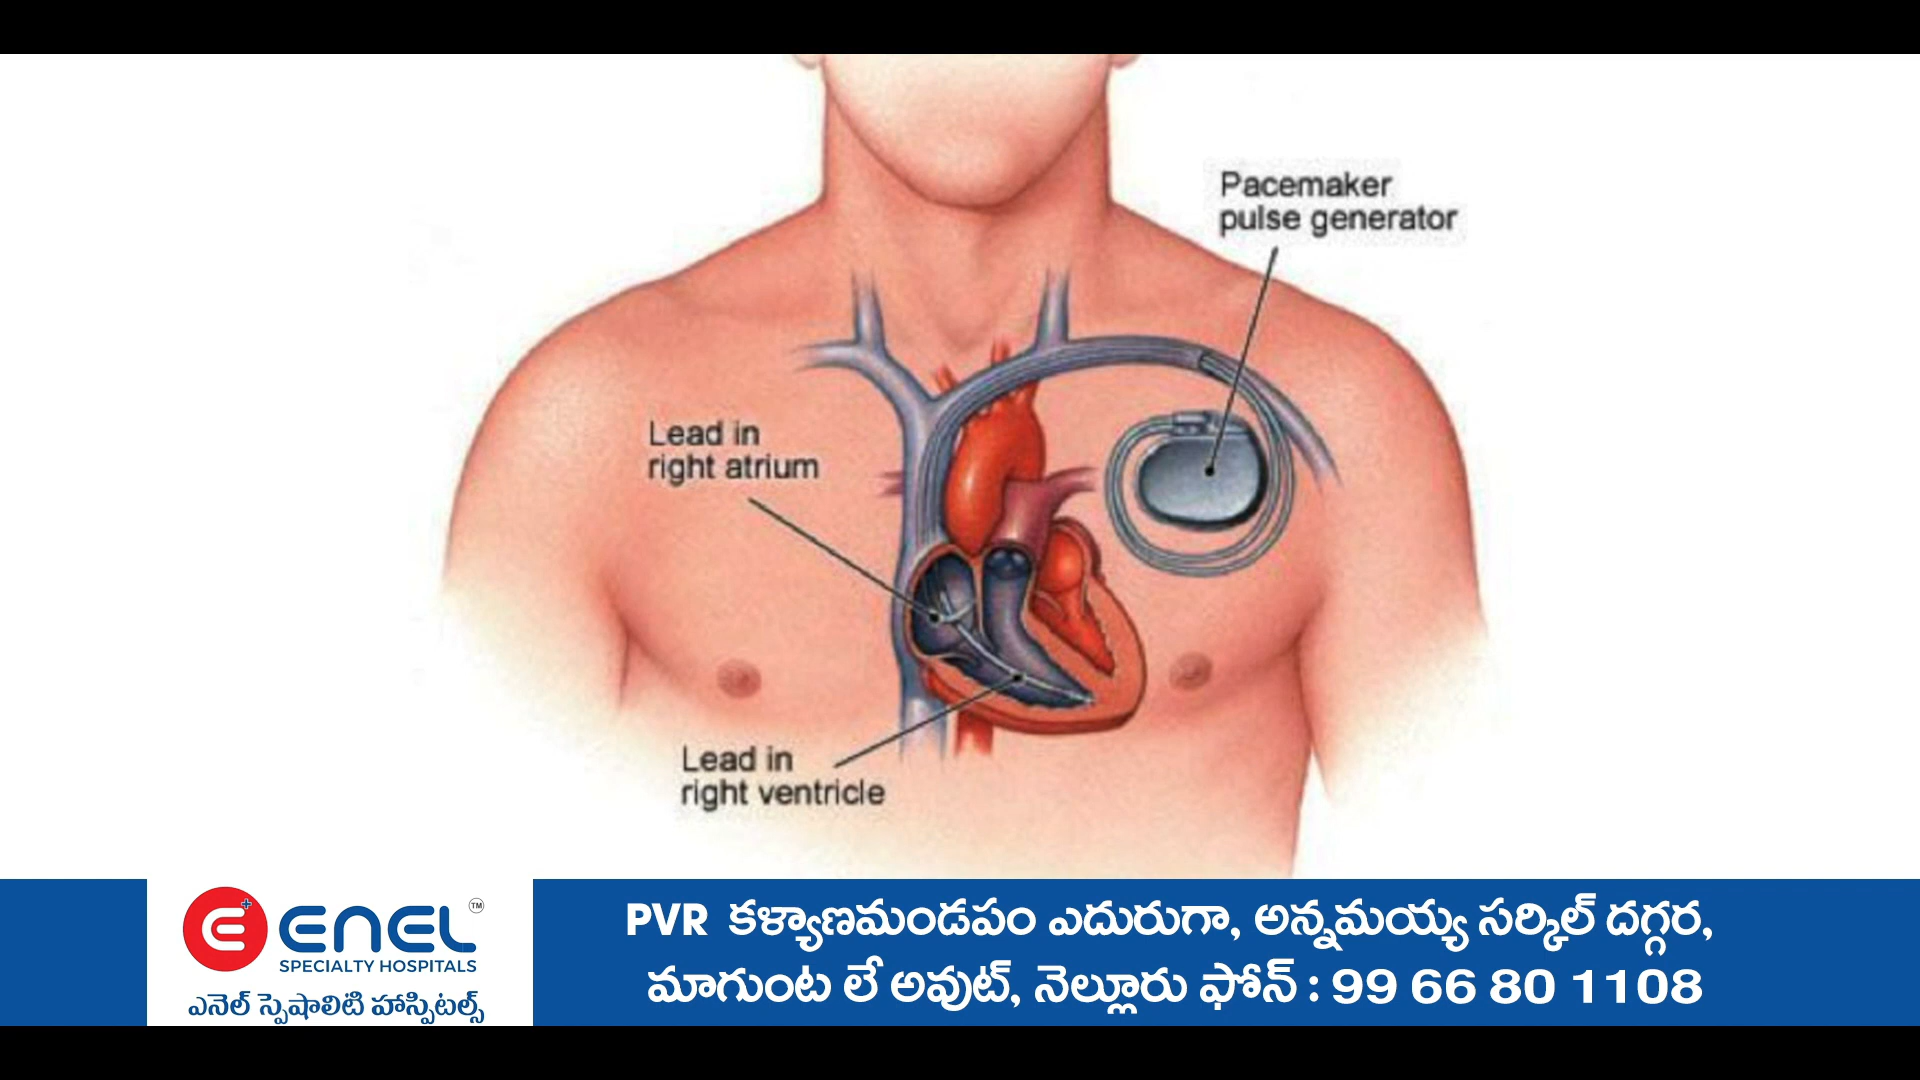 Pacemaker
pulse generator
Lead in
right atrium
Lead in
right ventricle
ENEL TM
SPECIALTY HOSPITALS
ఎనెల్ స్పెషాలిటి హాస్పిటల్స్
PVR కళ్యాణమండపం ఎదురుగా, అన్నమయ్య సర్కిల్ దగ్గర,
మాగుంట లే అవుట్, నెల్లూరు ఫోన్ : 99 66 80 1108